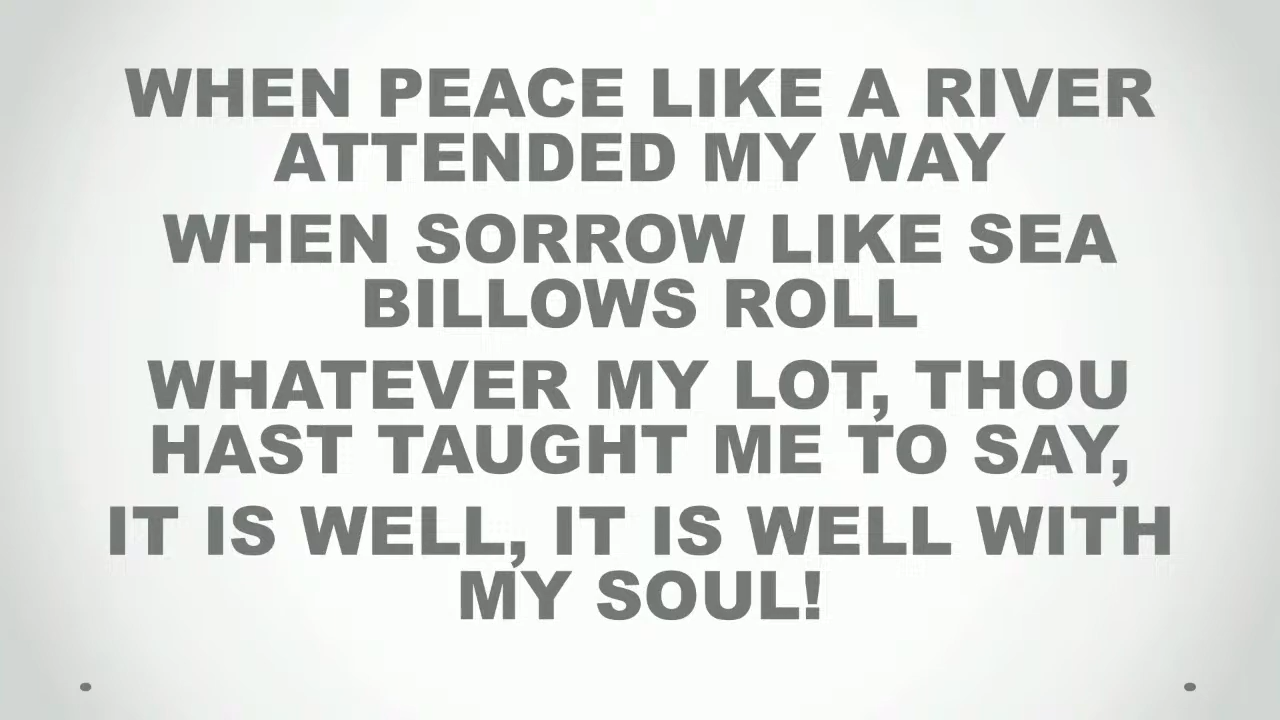 WHEN PEACE LIKE A RIVER
ATTENDED MY WAY
WHEN SORROW LIKE SEA
BILLOWS ROLL
WHATEVER MY LOT, THOU
HAST TAUGHT ME TO SAY,
IT IS WELL, IT IS WELL WITH
MY SOUL!